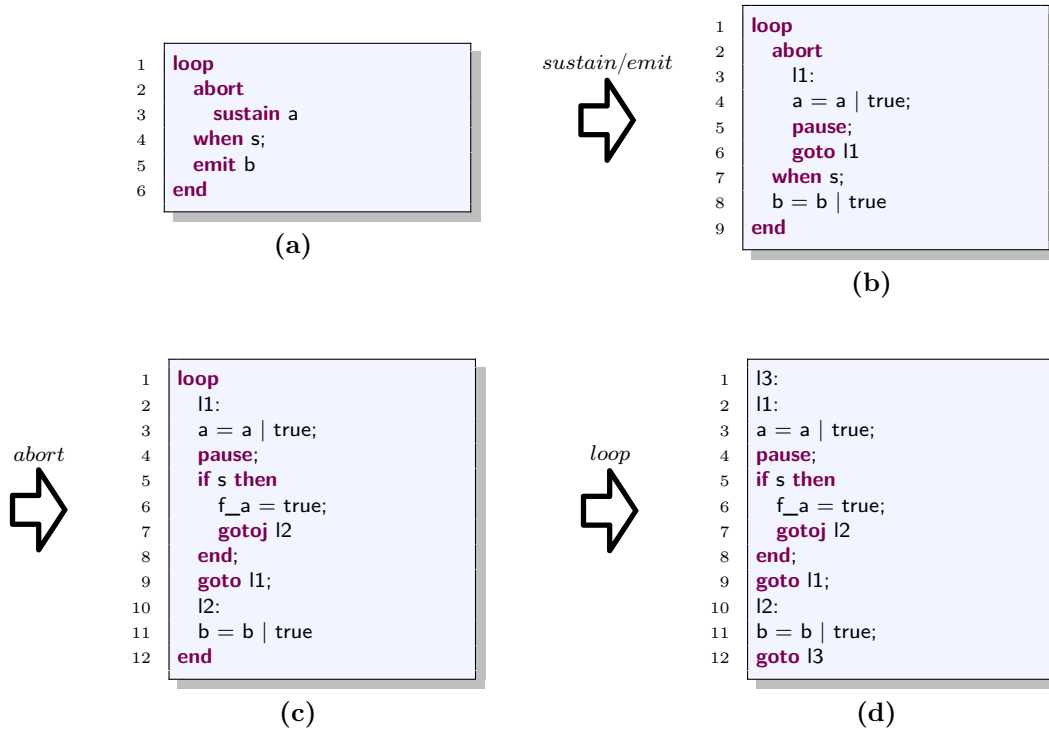 1 loop
2 abort
3 sustain a
4 when s;
5 emit b
6 end
(a)
sustain/emit
1 loop
2 abort
3 l1:
4 a = a | true;
5 pause;
6 goto l1
7 when s;
8 b = b | true
9 end
(b)
abort
1 loop
2 l1:
3 a = a | true;
4 pause;
5 if s then
6 f_a = true;
7 gotoj l2
8 end;
9 goto l1;
10 l2:
11 b = b | true
12 end
(c)
loop
1 l3:
2 l1:
3 a = a | true;
4 pause;
5 if s then
6 f_a = true;
7 gotoj l2
8 end;
9 goto l1;
10 l2:
11 b = b | true;
12 goto l3
(d)